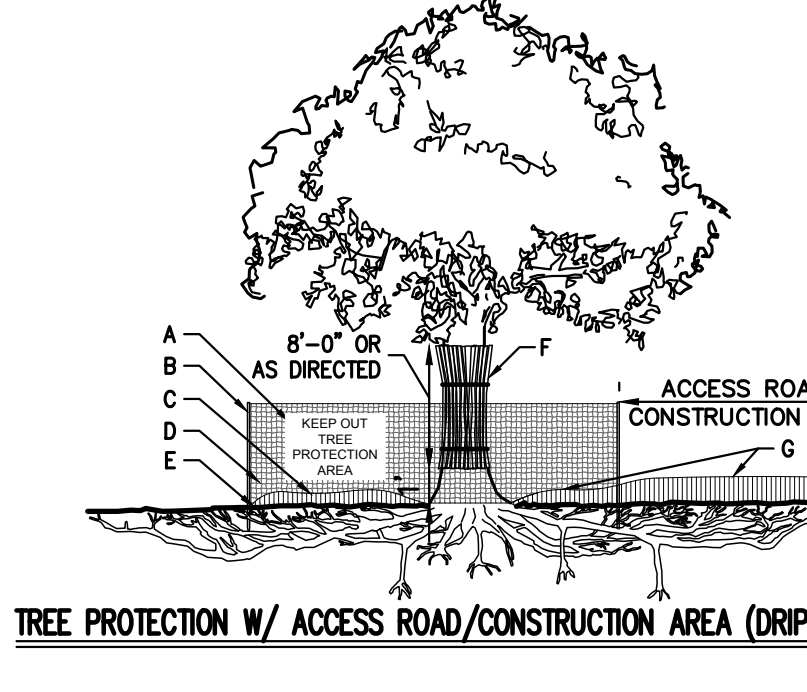 A
B
C
D
E
8'-0" OR
AS DIRECTED
F
KEEP OUT
TREE
PROTECTION
AREA
ACCESS ROA
CONSTRUCTION
G
TREE PROTECTION W/ ACCESS ROAD/CONSTRUCTION AREA (DRIP